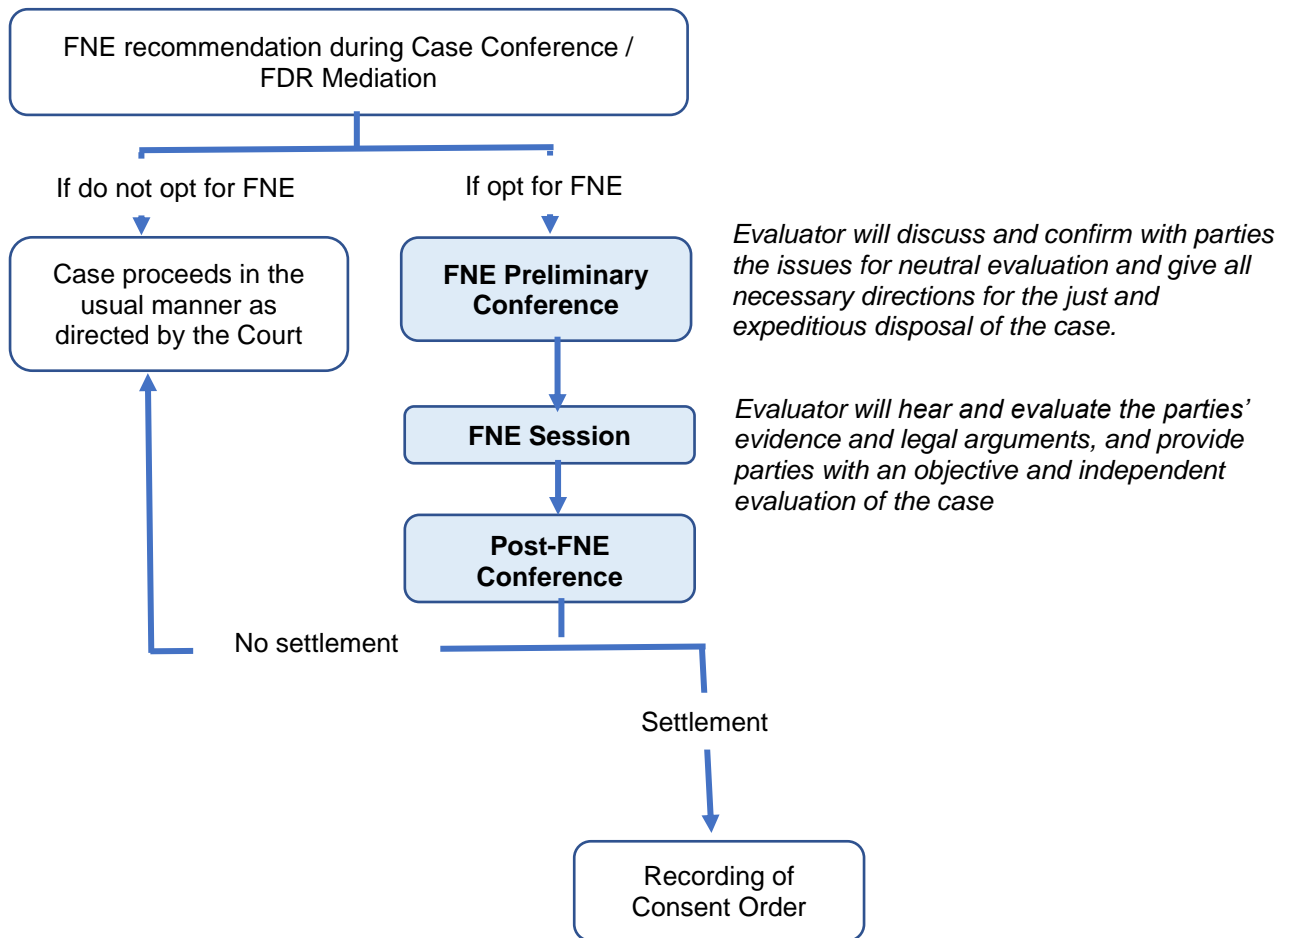 FNE recommendation during Case Conference /
FDR Mediation
If do not opt for FNE
If opt for FNE
Case proceeds in the
usual manner as
directed by the Court
FNE Preliminary
Conference
Evaluator will discuss and confirm with parties
the issues for neutral evaluation and give all
necessary directions for the just and
expeditious disposal of the case.
FNE Session
Evaluator will hear and evaluate the parties’
evidence and legal arguments, and provide
parties with an objective and independent
evaluation of the case
Post-FNE
Conference
No settlement
Settlement
Recording of
Consent Order